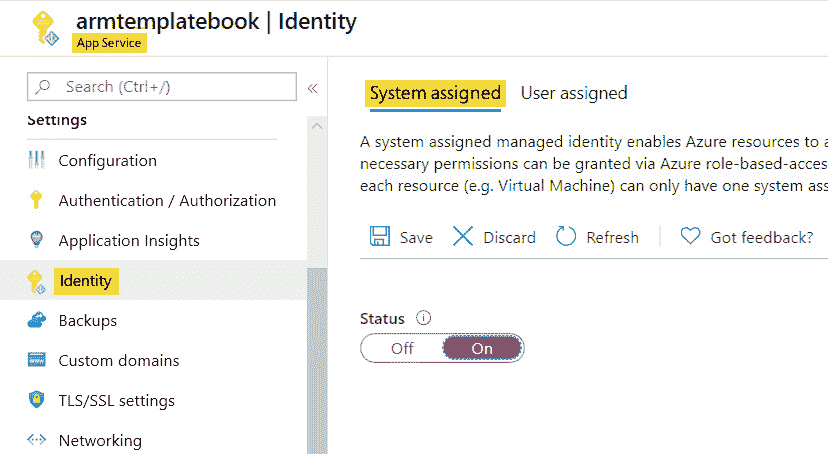 armtemplatebook | Identity
App Service
Search (Ctrl+/)
«
Settings
Configuration
Authentication / Authorization
Application Insights
Identity
Backups
Custom domains
TLS/SSL settings
Networking
System assigned User assigned
A system assigned managed identity enables Azure resources to a
necessary permissions can be granted via Azure role-based-acces
each resource (e.g. Virtual Machine) can only have one system ass
Save Discard Refresh Got feedback?
Status
Off On